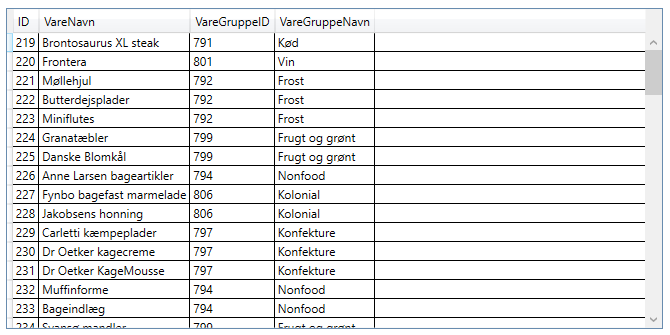 ID VareNavn VareGruppeID VareGruppeNavn
219 Brontosaurus XL steak 791 Kød
220 Frontera 801 Vin
221 Møllehjul 792 Frost
222 Butterdejsplader 792 Frost
223 Miniflutes 792 Frost
224 Granatæbler 799 Frugt og grønt
225 Danske Blomkål 799 Frugt og grønt
226 Anne Larsen bageartikler 794 Nonfood
227 Fynbo bagefast marmelade 806 Kolonial
228 Jakobsens honning 806 Kolonial
229 Carletti kæmpeplader 797 Konfekture
230 Dr Oetker kagecreme 797 Konfekture
231 Dr Oetker KageMousse 797 Konfekture
232 Muffinforme 794 Nonfood
233 Bageindlæg 794 Nonfood
234 Svansø mandler 799 Frugt og grønt